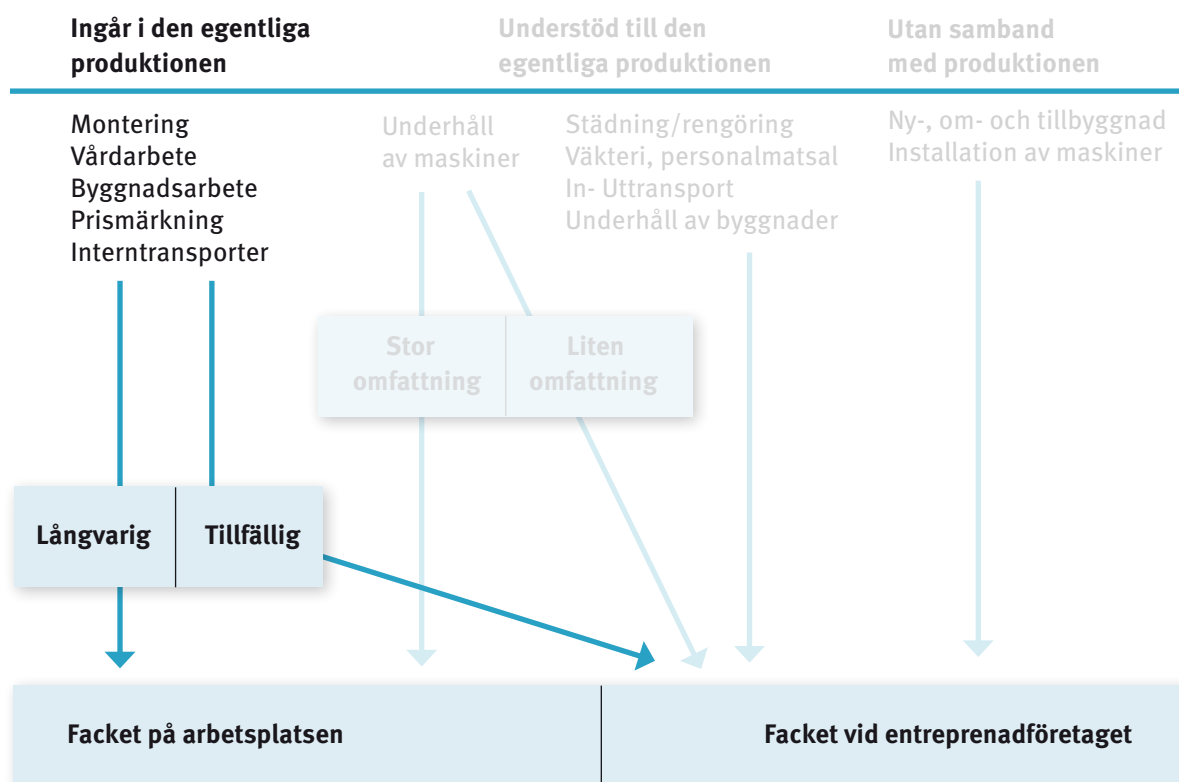 Ingår i den egentliga
produktionen
Understöd till den
egentliga produktionen
Utan samband
med produktionen
Montering
Vårdarbete
Byggnadsarbete
Prismärkning
Interntransporter
Underhåll
av maskiner
Städning/rengöring
Väkteri, personalmatsal
In- Uttransport
Underhåll av byggnader
Ny-, om- och tillbyggnad
Installation av maskiner
Stor
omfattning
Liten
omfattning
Långvarig
Tillfällig
Facket på arbetsplatsen
Facket vid entreprenadföretaget